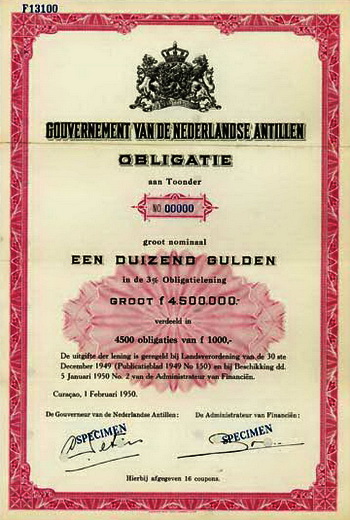 F13100
GOUVERNEMENT VAN DE NEDERLANDSE ANTILLEN
OBLIGATIE
aan Toonder
NO 00000
groot nominaal
EEN DUIZEND GULDEN
in de 3% Obligatielening
GROOT f 4.500.000.-
verdeeld in
4500 obligaties van f 1000,-
De uitgifte der lening is geregeld bij Landsverordening van de 30 ste
December 1949 (Publicatieblad 1949 No 150) en bij Beschikking dd.
5 Januari 1950 No. 2 van de Administrateur van Financiën.
Curaçao, 1 Februari 1950.
De Gouverneur van de Nederlandse Antillen:
De Administrateur van Financiën:
SPECIMEN
SPECIMEN
Hierbij afgegeven 16 coupons.